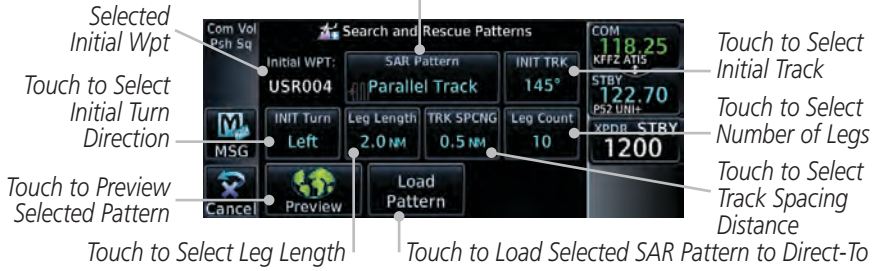 Selected
Initial Wpt
Touch to Select
Initial Turn
Direction
Touch to Preview
Selected Pattern
Touch to Select Leg Length
Com Vol
Psh Sq
Search and Rescue Patterns
Initial WPT:
USR004
SAR Pattern
Parallel Track
INIT TRK
145°
INIT Turn
Left
Leg Length
2.0 NM
TRK SPCNG
0.5 NM
Leg Count
10
MSG
Cancel
Preview
Load
Pattern
COM
118.25
KFFZ ATIS
STBY
122.70
P52 UNI+
XPDR STBY
1200
Touch to Select
Initial Track
Touch to Select
Number of Legs
Touch to Select
Track Spacing
Distance
Touch to Load Selected SAR Pattern to Direct-To